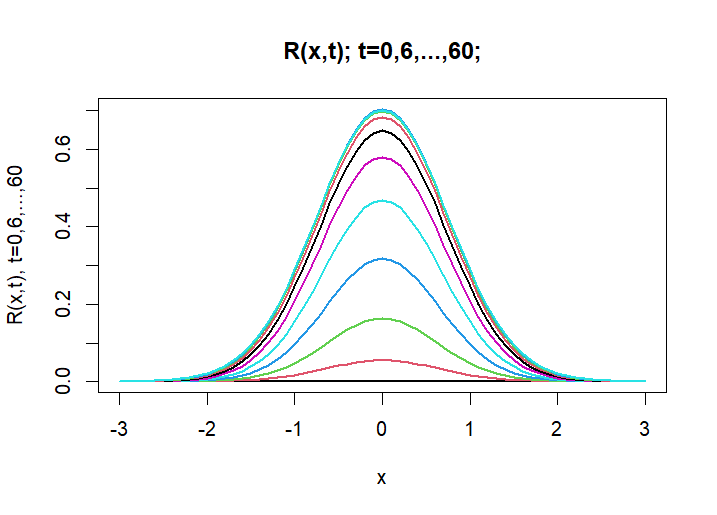 R(x,t); t=0,6,...,60;
R(x,t), t=0,6,...,60
0.6
0.4
0.2
0.0
-3 -2 -1 0 1 2 3
x